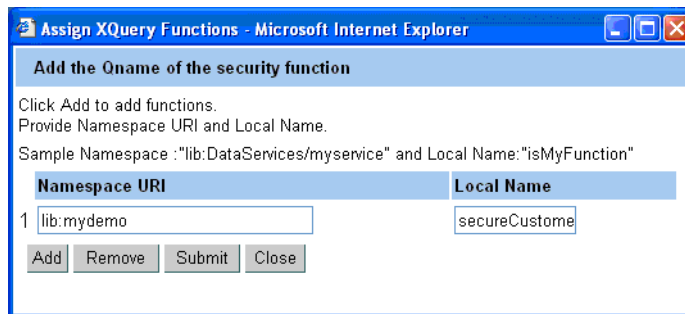 Assign XQuery Functions - Microsoft Internet Explorer
Add the Qname of the security function
Click Add to add functions.
Provide Namespace URI and Local Name.
Sample Namespace :"lib:DataServices/myservice" and Local Name:"isMyFunction"
Namespace URI Local Name
1 lib:mydemo secureCustome
Add Remove Submit Close